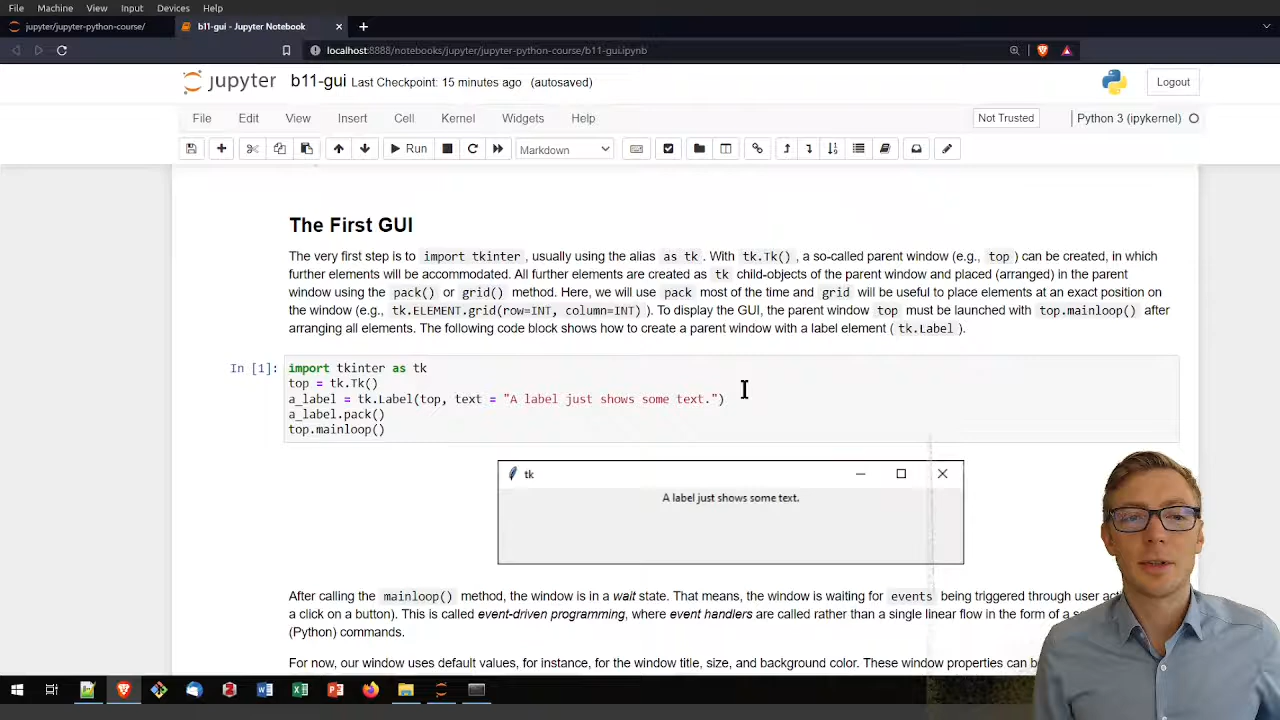 File Machine View Input Devices Help
jupyter/jupyter-python-course/ b11-gui - Jupyter Notebook
localhost:8888/notebooks/jupyter/jupyter-python-course/b11-gui.ipynb
jupyter b11-gui Last Checkpoint: 15 minutes ago (autosaved) Logout
File Edit View Insert Cell Kernel Widgets Help Not Trusted Python 3 (ipykernel)
Run Markdown
The First GUI
The very first step is to import tkinter , usually using the alias as tk . With tk.Tk() , a so-called parent window (e.g., top ) can be created, in which
further elements will be accommodated. All further elements are created as tk child-objects of the parent window and placed (arranged) in the parent
window using the pack() or grid() method. Here, we will use pack most of the time and grid will be useful to place elements at an exact position on
the window (e.g., tk.ELEMENT.grid(row=INT, column=INT) ). To display the GUI, the parent window top must be launched with top.mainloop() after
arranging all elements. The following code block shows how to create a parent window with a label element ( tk.Label ).
In [1]: import tkinter as tk
top = tk.Tk()
a_label = tk.Label(top, text = "A label just shows some text.")
a_label.pack()
top.mainloop()
tk
A label just shows some text.
After calling the mainloop() method, the window is in a wait state. That means, the window is waiting for events being triggered through user
a click on a button). This is called event-driven programming, where event handlers are called rather than a single linear flow in the form of a
(Python) commands.
For now, our window uses default values, for instance, for the window title, size, and background color. These window properties can